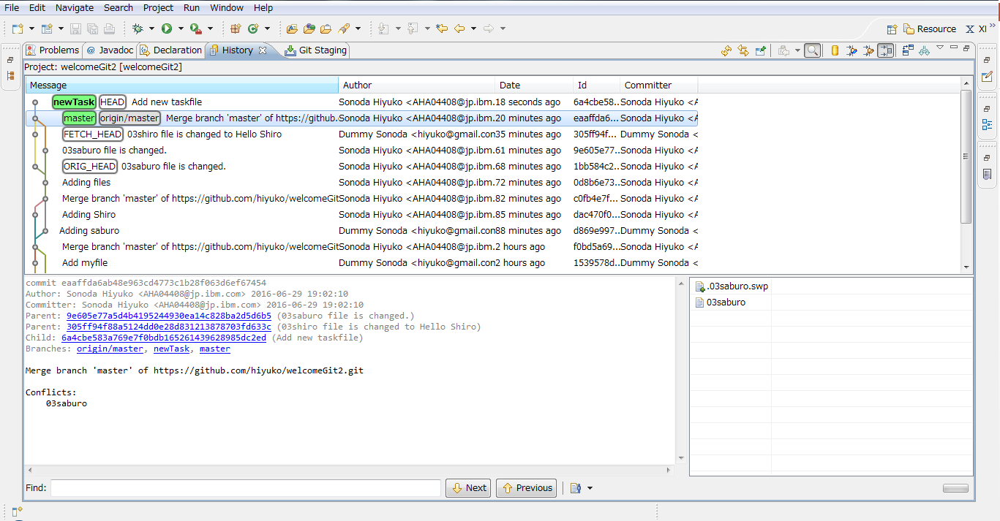 File Edit Navigate Search Project Run Window Help
Resource XI »
Problems @ Javadoc Declaration History Git Staging
Project: welcomeGit2 [welcomeGit2]
Message Author Date Id Committer
newTask HEAD Add new taskfile Sonoda Hiyuko <AHA04408@jp.ibm. 18 seconds ago 6a4cbe58... Sonoda Hiyuko <A
master origin/master Merge branch 'master' of https://github. Sonoda Hiyuko <AHA04408@jp.ibm. 20 minutes ago eaaffda6... Sonoda Hiyuko <A
FETCH_HEAD 03shiro file is changed to Hello Shiro Dummy Sonoda <hiyuko@gmail.con 35 minutes ago 305ff94f... Dummy Sonoda <
03saburo file is changed. Sonoda Hiyuko <AHA04408@jp.ibm. 61 minutes ago 9e605e77... Sonoda Hiyuko <A
ORIG_HEAD 03saburo file is changed. Sonoda Hiyuko <AHA04408@jp.ibm. 68 minutes ago 1bb584c2... Sonoda Hiyuko <A
Adding files Sonoda Hiyuko <AHA04408@jp.ibm. 72 minutes ago 0d8b6e73... Sonoda Hiyuko <A
Merge branch 'master' of https://github.com/hiyuko/welcomeGit Sonoda Hiyuko <AHA04408@jp.ibm. 82 minutes ago c0fb4e7f... Sonoda Hiyuko <A
Adding Shiro Sonoda Hiyuko <AHA04408@jp.ibm. 85 minutes ago dac470f0... Sonoda Hiyuko <A
Adding saburo Dummy Sonoda <hiyuko@gmail.con 88 minutes ago d869e997... Dummy Sonoda <
Merge branch 'master' of https://github.com/hiyuko/welcomeGit Sonoda Hiyuko <AHA04408@jp.ibm. 2 hours ago f0bd5a69... Sonoda Hiyuko <A
Add myfile Dummy Sonoda <hiyuko@gmail.con 2 hours ago 1539578d... Dummy Sonoda <
commit eaaffda6ab48e963cd4773c1b28f063d6ef67454
Author: Sonoda Hiyuko <AHA04408@jp.ibm.com> 2016-06-29 19:02:10
Committer: Sonoda Hiyuko <AHA04408@jp.ibm.com> 2016-06-29 19:02:10
Parent: 9e605e77a5d4b4195244930ea14c828ba2d5d6b5 (03saburo file is changed.)
Parent: 305ff94f88a5124dd0e28d831213878703fd633c (03shiro file is changed to Hello Shiro)
Child: 6a4cbe583a769e7f0bdb165261439628985dc2ed (Add new taskfile)
Branches: origin/master, newTask, master
Merge branch 'master' of https://github.com/hiyuko/welcomeGit2.git
Conflicts:
03saburo
.03saburo.swp
03saburo
Find: Next Previous